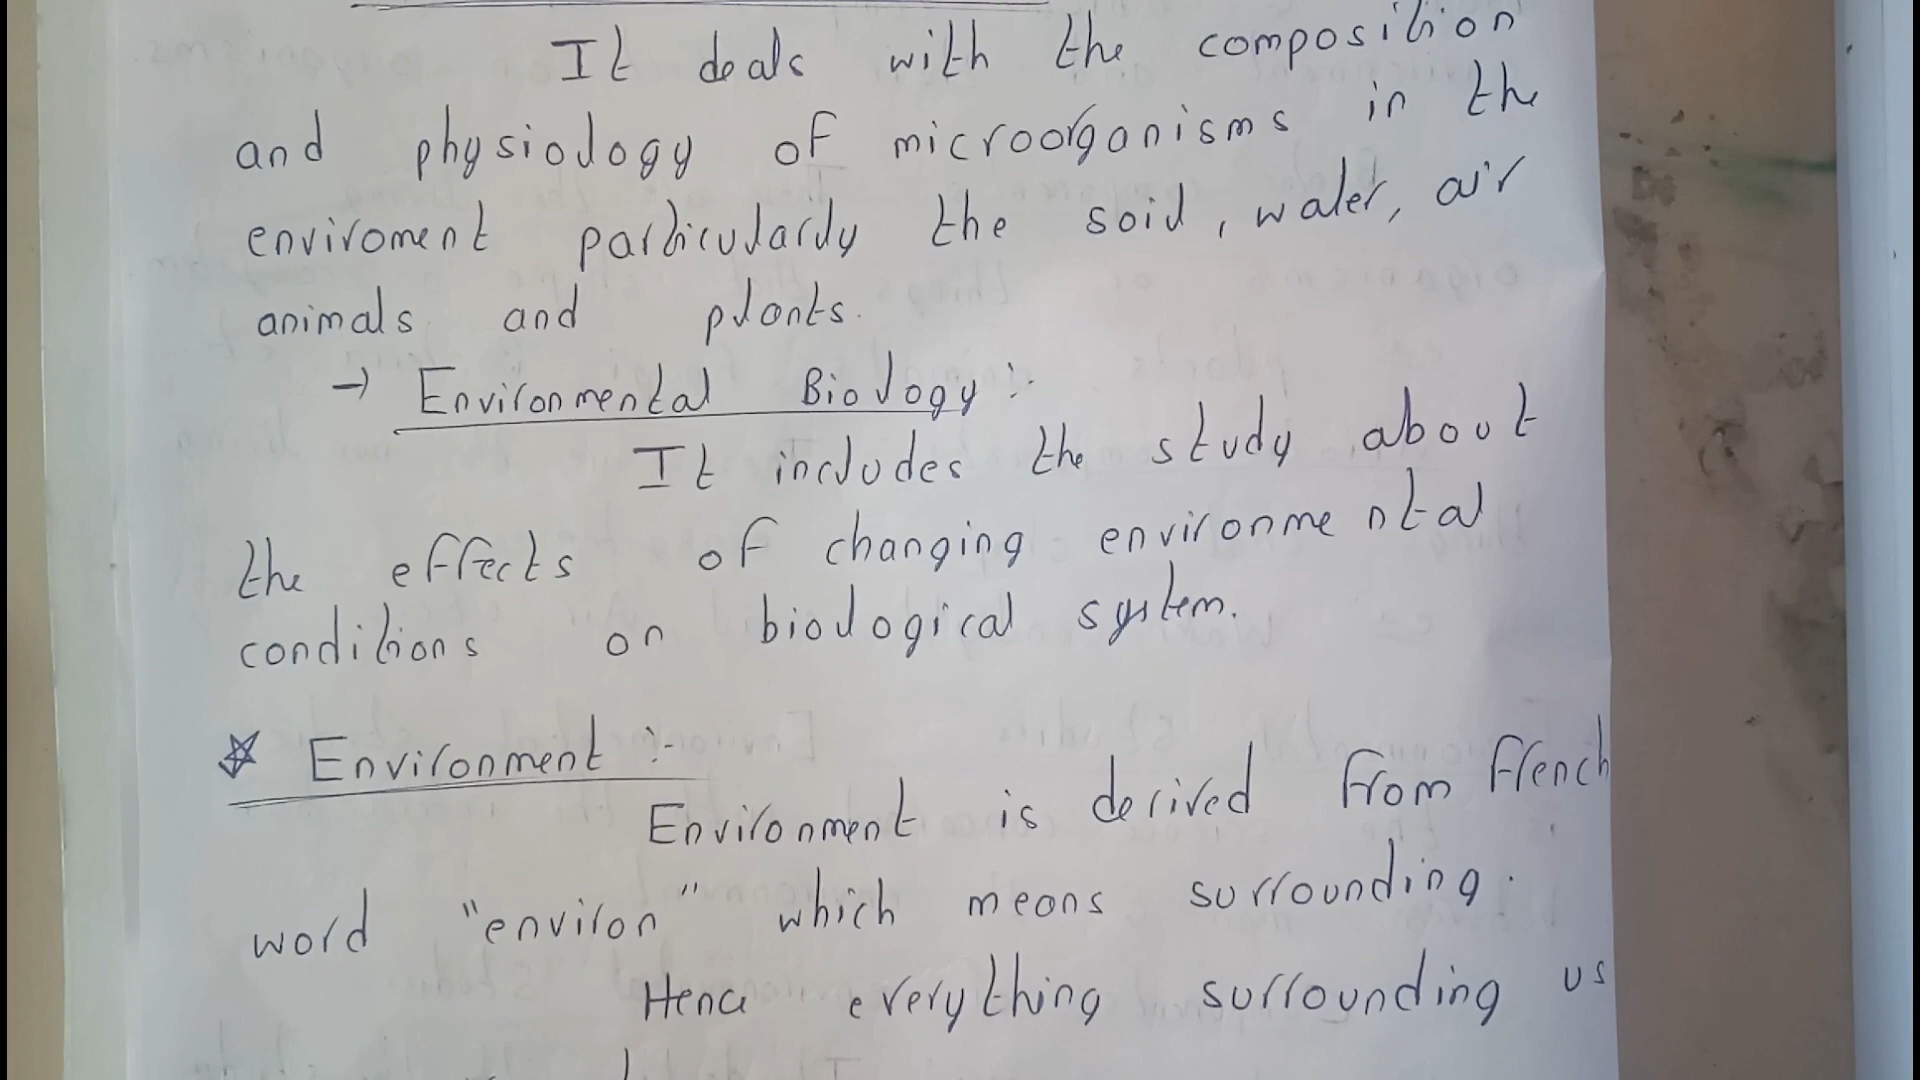 It deals with the composition
and physiology of microorganisms in the
enviroment particularly the soil, water, air
animals and plants.
→ Environmental Biology :-
It includes the study about
the effects of changing environmental
conditions on biological system.
☆ Environment :-
Environment is derived from french
word "environ" which means surrounding.
Hence everything surrounding us